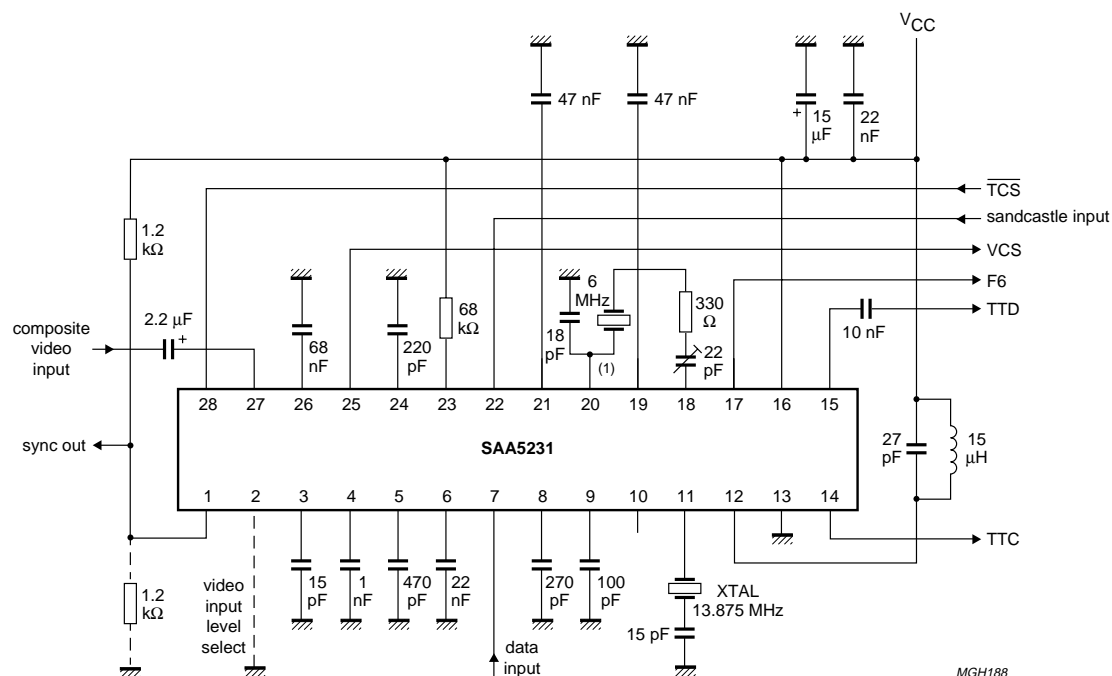 VCC
47 nF
47 nF
15
μF
+
22
nF
TCS
sandcastle input
VCS
F6
TTD
10 nF
1.2
kΩ
composite
video
input
2.2 μF
+
68
nF
220
pF
68
kΩ
18
pF
6
MHz
(1)
330
Ω
22
pF
28 27 26 25 24 23 22 21 20 19 18 17 16 15
sync out
SAA5231
27
pF
15
μH
1 2 3 4 5 6 7 8 9 10 11 12 13 14
TTC
1.2
kΩ
video
input
level
select
15
pF
1
nF
470
pF
22
nF
data
input
270
pF
100
pF
XTAL
13.875 MHz
15 pF
MGH188